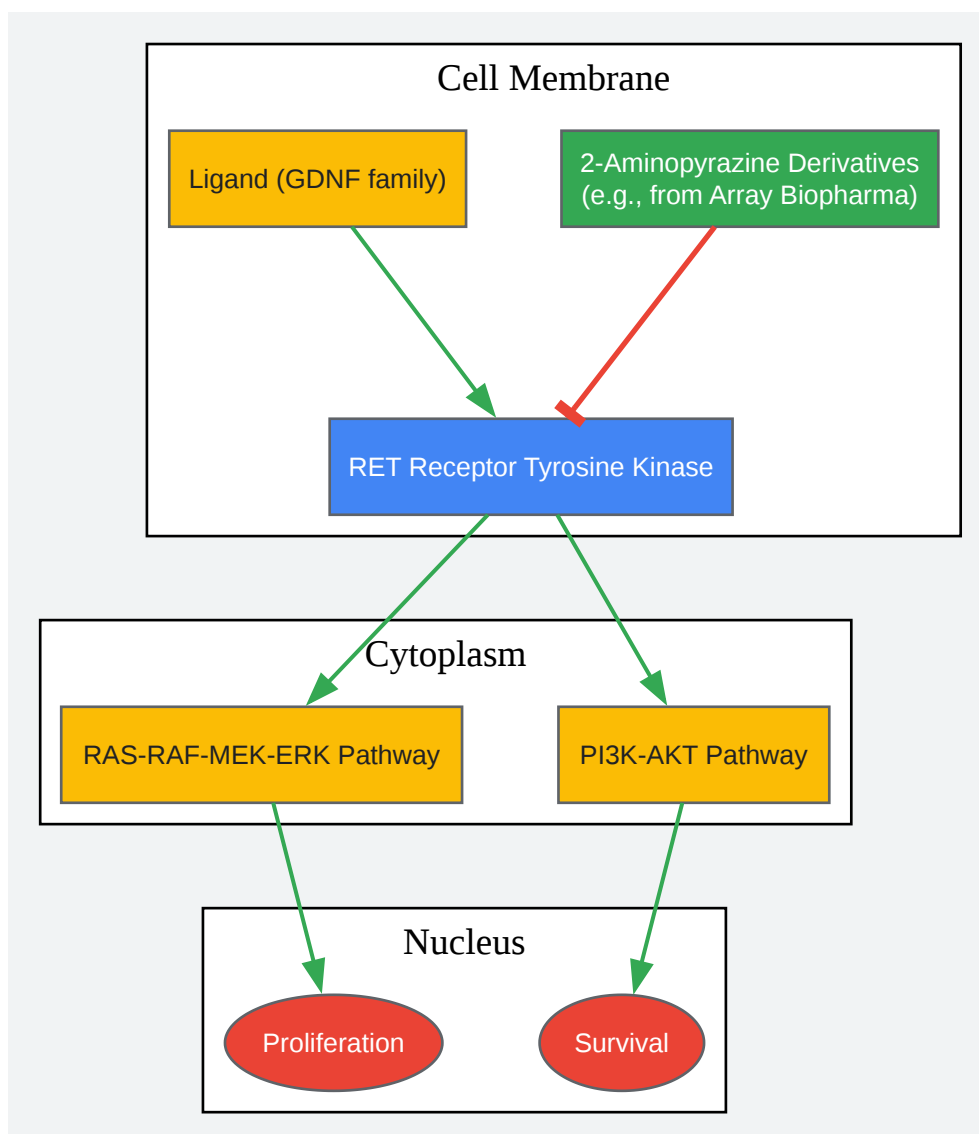 Cell Membrane
Ligand (GDNF family)
2-Aminopyrazine Derivatives
(e.g., from Array Biopharma)
RET Receptor Tyrosine Kinase
Cytoplasm
RAS-RAF-MEK-ERK Pathway
PI3K-AKT Pathway
Nucleus
Proliferation
Survival